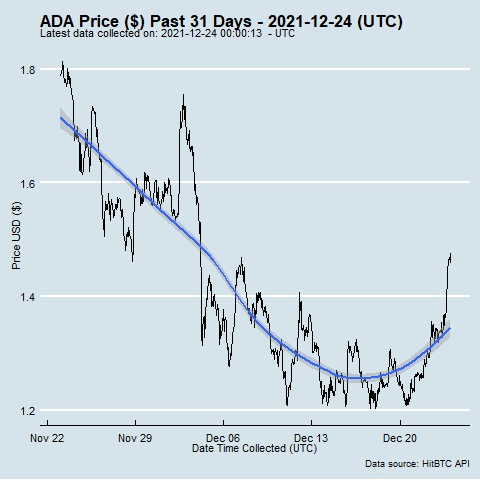 ADA Price ($) Past 31 Days - 2021-12-24 (UTC)
Latest data collected on: 2021-12-24 00:00:13  - UTC
1.8
1.6
1.4
1.2
Price USD ($)
Nov 22
Nov 29
Dec 06
Dec 13
Dec 20
Date Time Collected (UTC)
Data source: HitBTC API